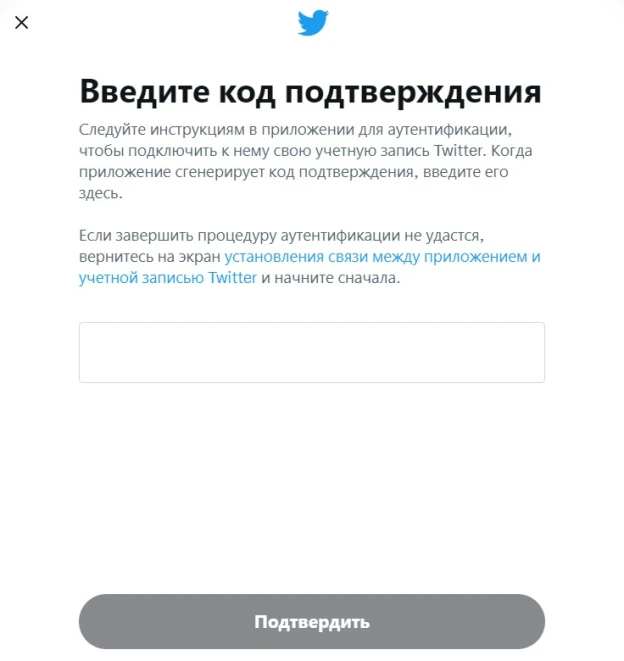 Введите код подтверждения
Следуйте инструкциям в приложении для аутентификации,
чтобы подключить к нему свою учетную запись Twitter. Когда
приложение сгенерирует код подтверждения, введите его
здесь.
Если завершить процедуру аутентификации не удастся,
вернитесь на экран установления связи между приложением и
учетной записью Twitter и начните сначала.
Подтвердить